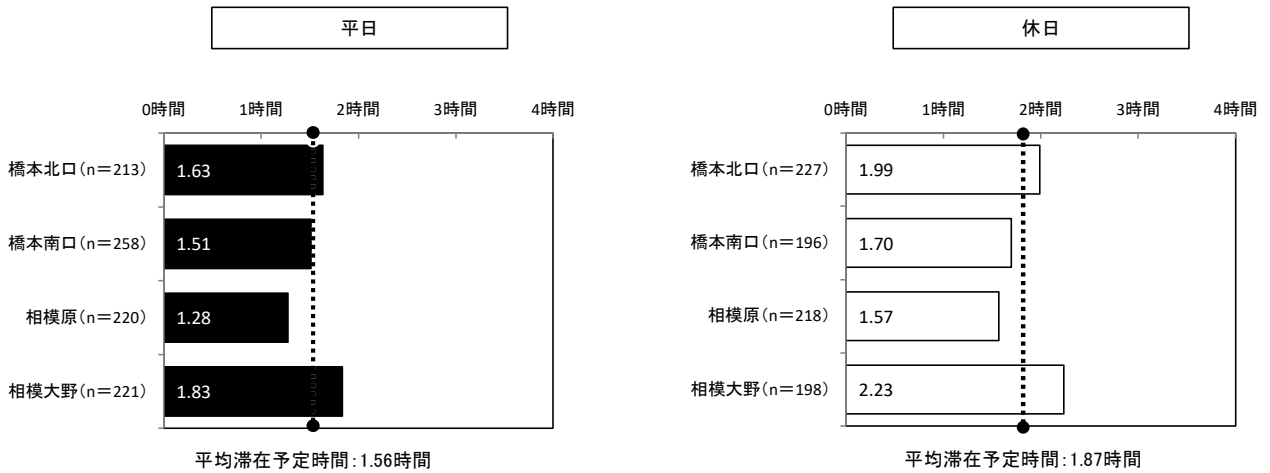 平日
0時間 1時間 2時間 3時間 4時間
橋本北口(n=213) 1.63
橋本南口(n=258) 1.51
相模原(n=220) 1.28
相模大野(n=221) 1.83
平均滞在予定時間:1.56時間
休日
0時間 1時間 2時間 3時間 4時間
橋本北口(n=227) 1.99
橋本南口(n=196) 1.70
相模原(n=218) 1.57
相模大野(n=198) 2.23
平均滞在予定時間:1.87時間